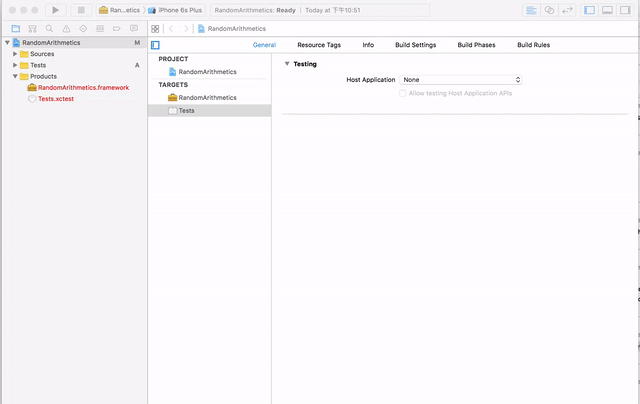 Ran...etics
iPhone 6s Plus
RandomArithmetics: Ready
Today at 下午10:51
RandomArithmetics
M
Sources
Tests
A
Products
RandomArithmetics.framework
Tests.xctest
RandomArithmetics
General
Resource Tags
Info
Build Settings
Build Phases
Build Rules
PROJECT
RandomArithmetics
TARGETS
RandomArithmetics
Tests
Testing
Host Application
None
Allow testing Host Application APIs